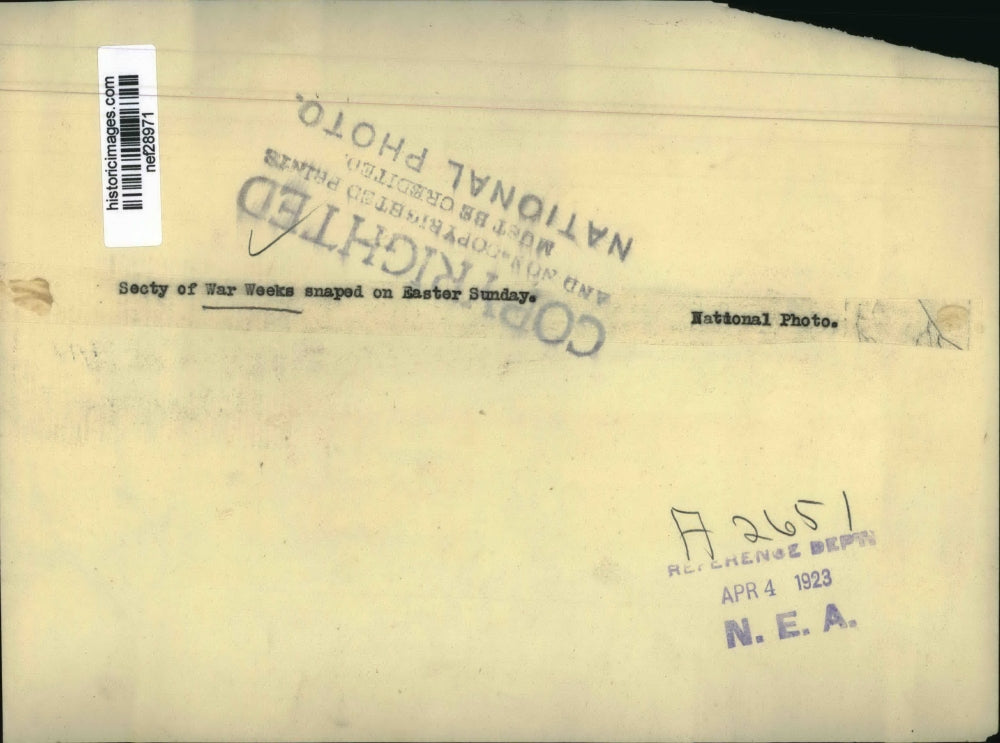 historicimages.com
nef28971
NATIONAL PHOTO.
MUST BE CREDITED.
AND NON-COPYRIGHTED PRINTS
COPYRIGHTED
Secty of War Weeks snaped on Easter Sunday.
National Photo.
A 2651
REFERENCE DEP'T
APR 4 1923
N. E. A.